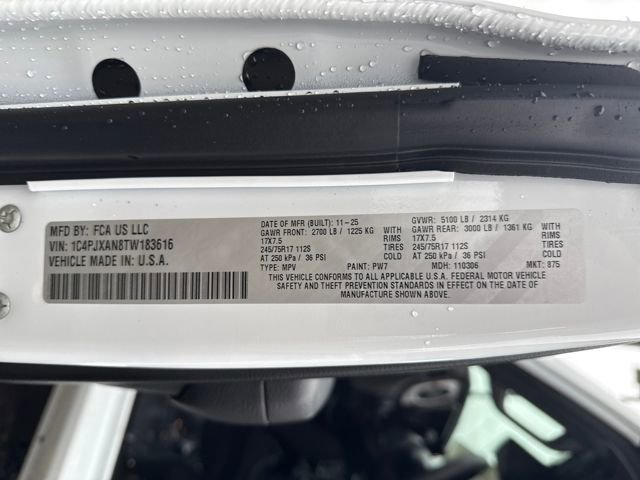 MFD BY: FCA US LLC
VIN: 1C4PJXAN8TW183616
VEHICLE MADE IN U.S.A.
DATE OF MFR (BUILT): 11-25 GVWR: 5100 LB / 2314 KG
GAWR FRONT: 2700 LB / 1225 KG WITH GAWR REAR: 3000 LB / 1361 KG WITH
17X7.5 RIMS 17X7.5 RIMS
245/75R17 112S TIRES 245/75R17 112S TIRES
AT 250 kPa / 36 PSI COLD AT 250 kPa / 36 PSI COLD
TYPE: MPV PAINT: PW7 MDH: 110306 MKT: 875
THIS VEHICLE CONFORMS TO ALL APPLICABLE U.S.A. FEDERAL MOTOR VEHICLE
SAFETY AND THEFT PREVENTION STANDARDS IN EFFECT ON THE DATE OF
MANUFACTURE SHOWN ABOVE.